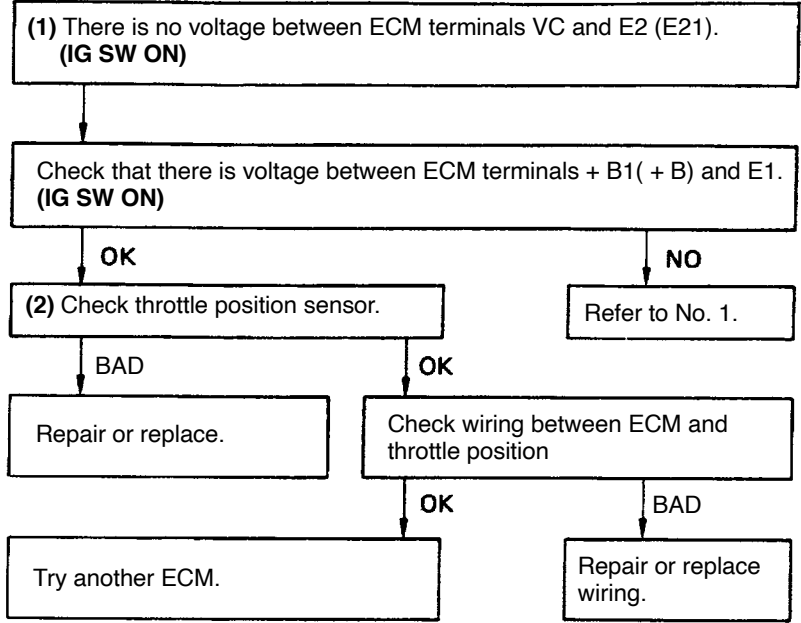 (1) There is no voltage between ECM terminals VC and E2 (E21).
(IG SW ON)
Check that there is voltage between ECM terminals + B1( + B) and E1.
(IG SW ON)
OK
NO
(2) Check throttle position sensor.
Refer to No. 1.
BAD
OK
Repair or replace.
Check wiring between ECM and
throttle position
OK
BAD
Try another ECM.
Repair or replace
wiring.